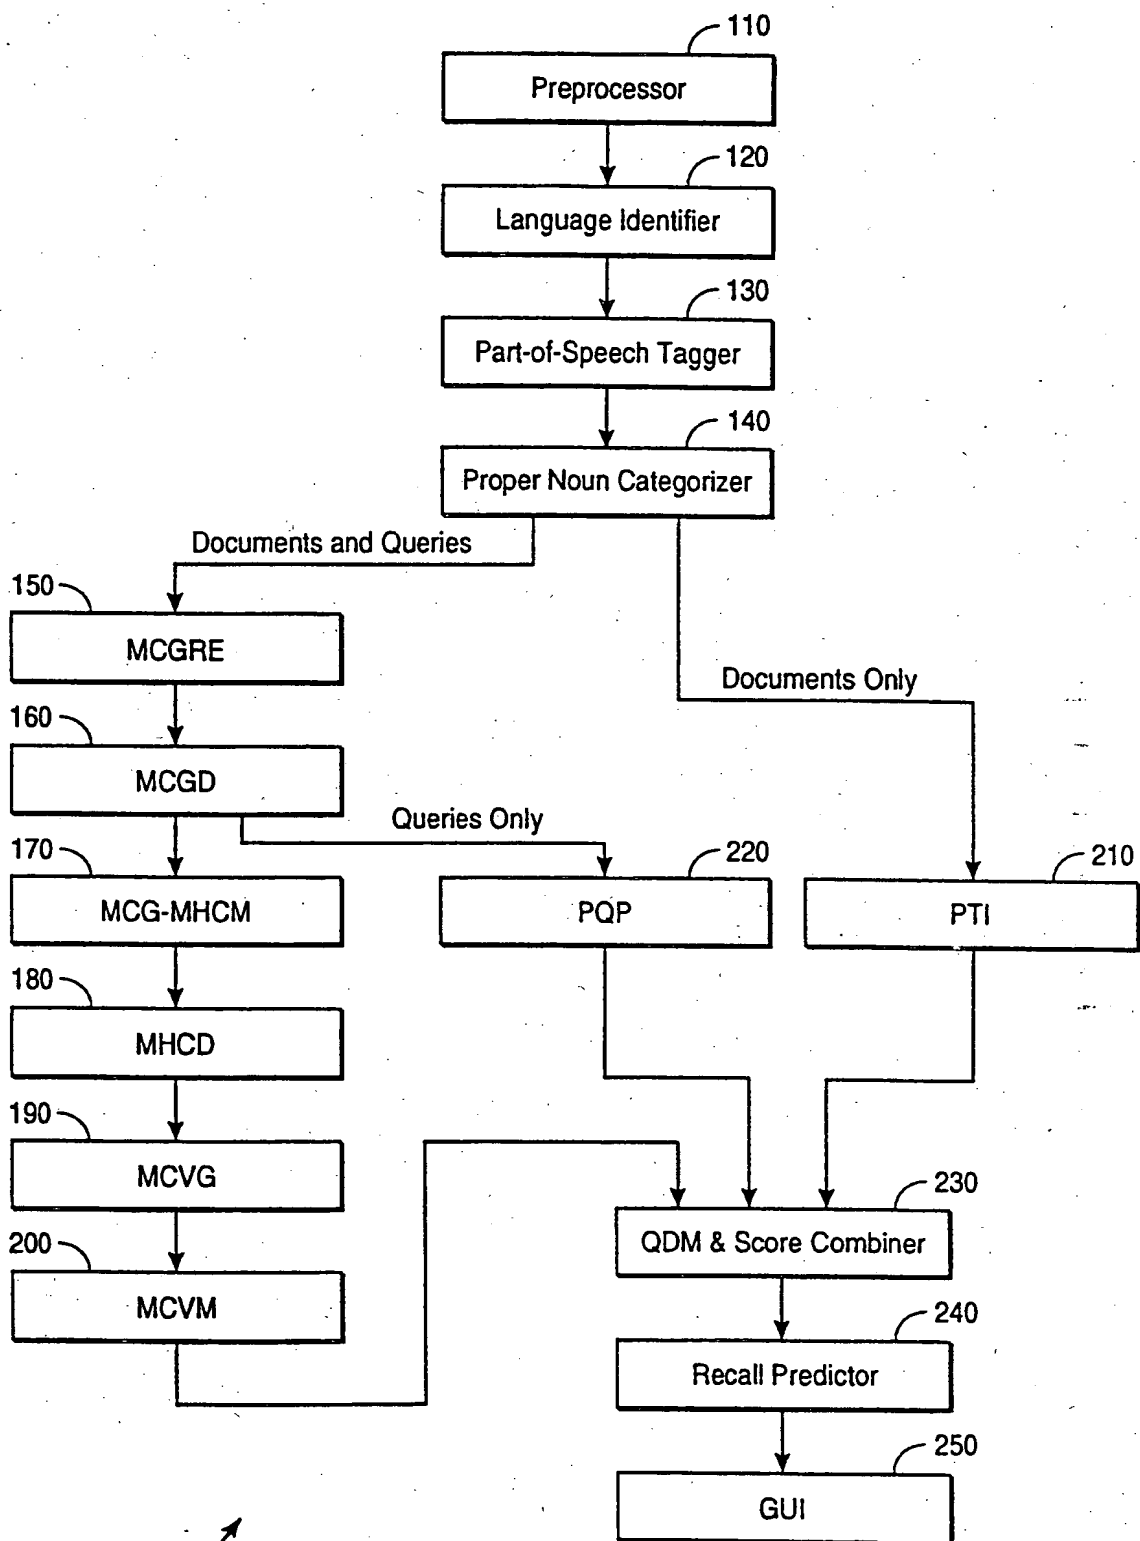 110
Preprocessor
120
Language Identifier
130
Part-of-Speech Tagger
140
Proper Noun Categorizer
Documents and Queries
150
MCGRE
Documents Only
160
MCGD
Queries Only
170
220
210
MCG-MHCM
PQP
PTI
180
MHCD
190
MCVG
230
QDM & Score Combiner
200
MCVM
240
Recall Predictor
250
GUI